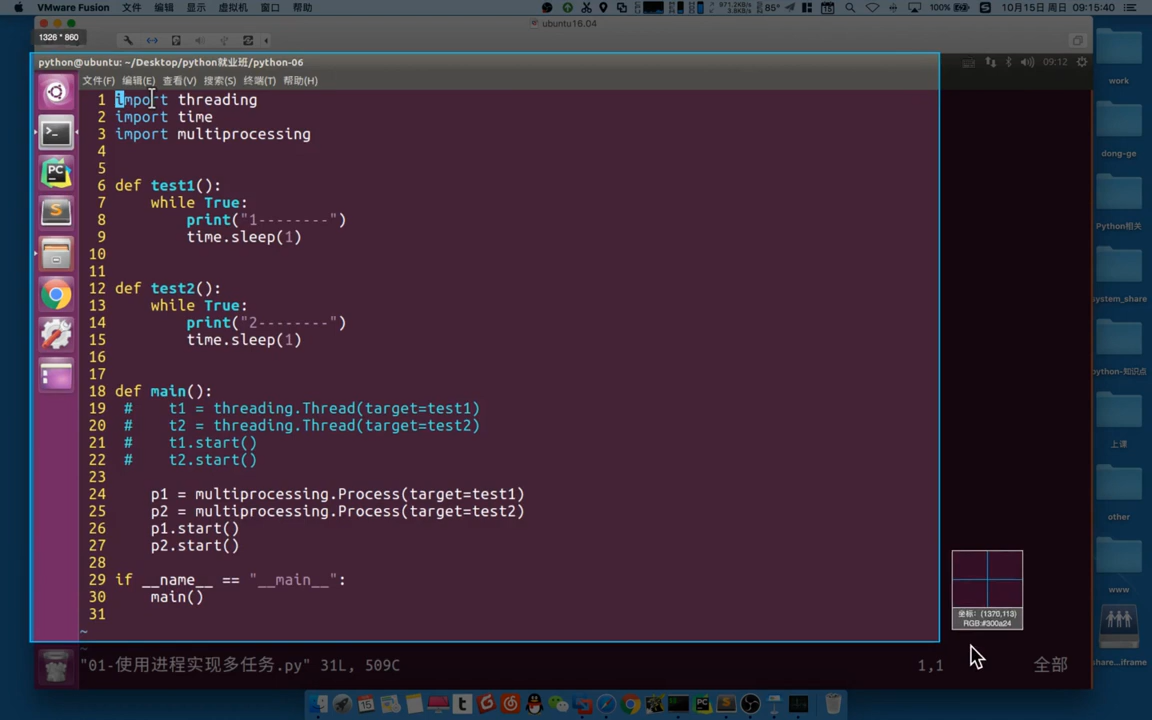 VMware Fusion 文件 编辑 显示 虚拟机 窗口 帮助 85° 100% 10月15日 周日 09:15:40
ubuntu16.04
1326 * 860
python@ubuntu: ~/Desktop/python就业班/python-06
09:12
文件(F) 编辑(E) 查看(V) 搜索(S) 终端(T) 帮助(H)
1 import threading
2 import time
3 import multiprocessing
4
5
6 def test1():
7 while True:
8 print("1--------")
9 time.sleep(1)
10
11
12 def test2():
13 while True:
14 print("2--------")
15 time.sleep(1)
16
17
18 def main():
19 # t1 = threading.Thread(target=test1)
20 # t2 = threading.Thread(target=test2)
21 # t1.start()
22 # t2.start()
23
24 p1 = multiprocessing.Process(target=test1)
25 p2 = multiprocessing.Process(target=test2)
26 p1.start()
27 p2.start()
28
29 if __name__ == "__main__":
30 main()
31
~
~
"01-使用进程实现多任务.py" 31L, 509C 1,1 全部
坐标: (1370,113)
RGB:#300a24
work
dong-ge
Python相关
system_share
python-知识点
上课
other
www
share...iframe